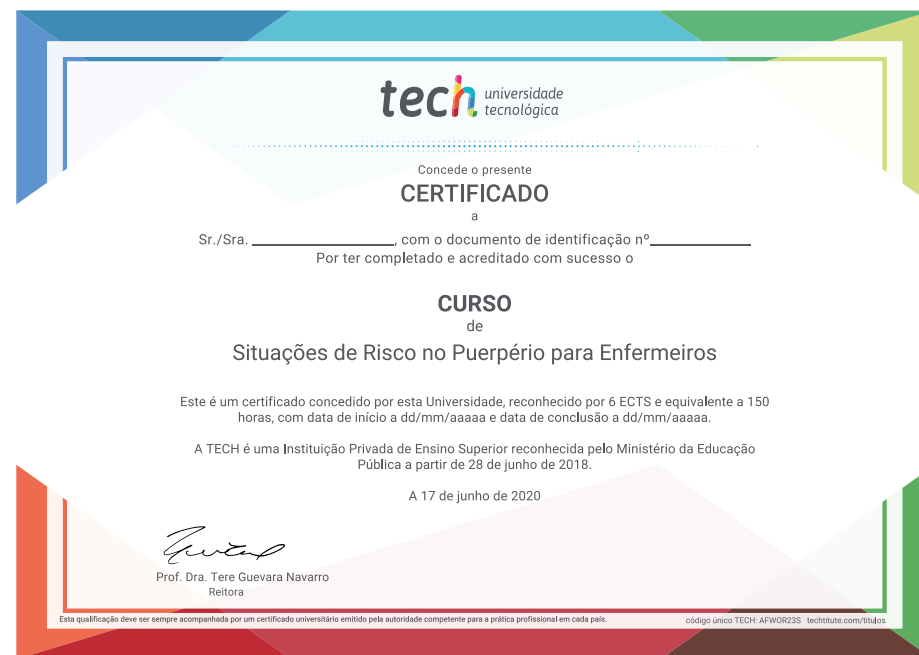 tech universidade
tecnológica
Concede o presente
CERTIFICADO
a
Sr./Sra. ________________, com o documento de identificação nº____________
Por ter completado e acreditado com sucesso o
CURSO
de
Situações de Risco no Puerpério para Enfermeiros
Este é um certificado concedido por esta Universidade, reconhecido por 6 ECTS e equivalente a 150
horas, com data de início a dd/mm/aaaaa e data de conclusão a dd/mm/aaaaa.
A TECH é uma Instituição Privada de Ensino Superior reconhecida pelo Ministério da Educação
Pública a partir de 28 de junho de 2018.
A 17 de junho de 2020
Prof. Dra. Tere Guevara Navarro
Reitora
Esta qualificação deve ser sempre acompanhada por um certificado universitário emitido pela autoridade competente para a prática profissional em cada país.
código único TECH: AFWOR23S techtitute.com/titulos